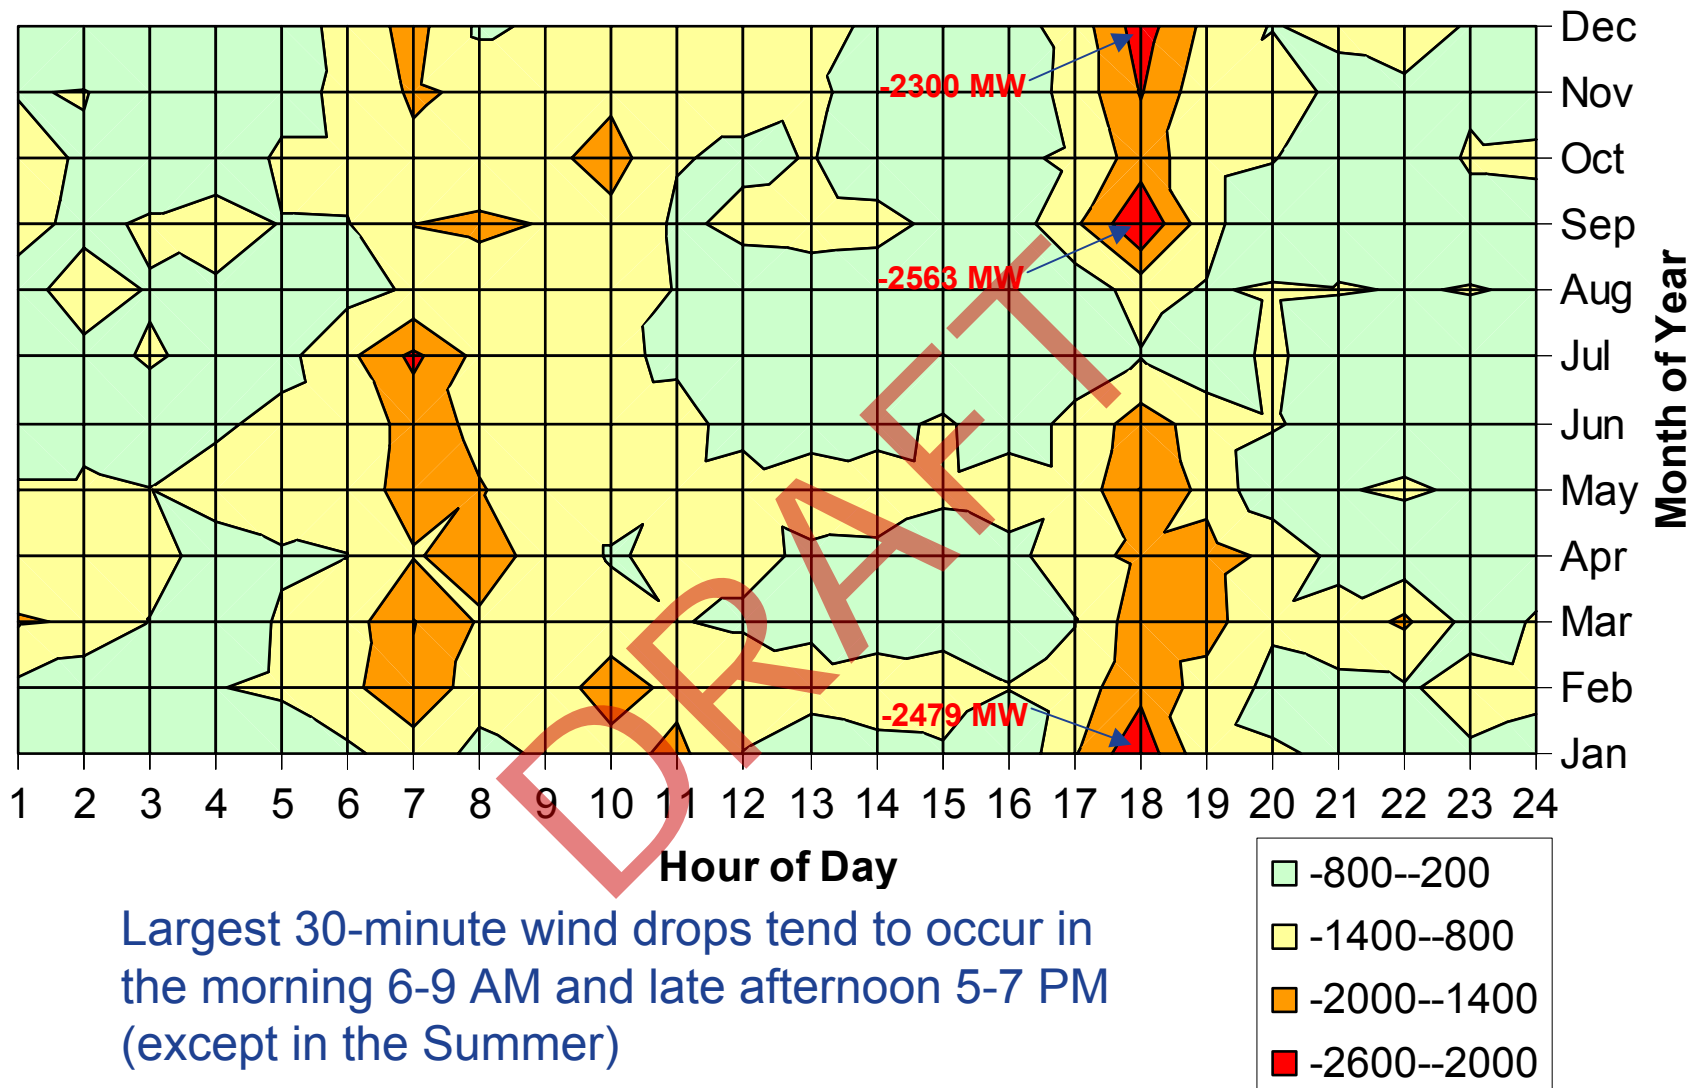 Dec
-2300 MW
Nov
Oct
Sep
-2563 MW
Aug
Jul
Jun
May
Apr
Mar
Feb
-2479 MW
Jan
Month of Year
1 2 3 4 5 6 7 8 9 10 11 12 13 14 15 16 17 18 19 20 21 22 23 24
Hour of Day
DRAFT
-800--200
-1400--800
-2000--1400
-2600--2000
Largest 30-minute wind drops tend to occur in
the morning 6-9 AM and late afternoon 5-7 PM
(except in the Summer)